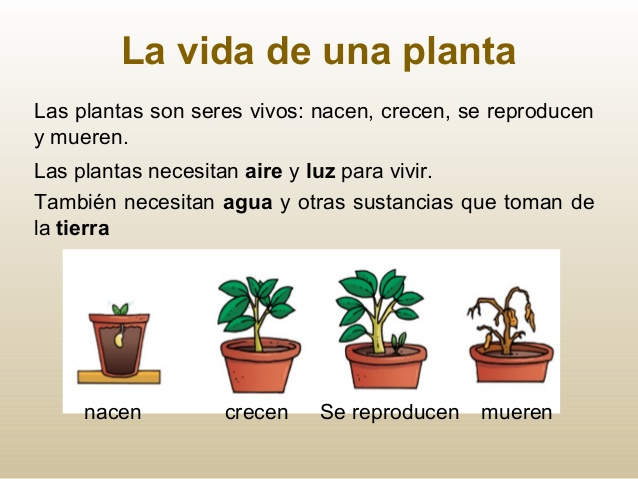 La vida de una planta
Las plantas son seres vivos: nacen, crecen, se reproducen
y mueren.
Las plantas necesitan aire y luz para vivir.
También necesitan agua y otras sustancias que toman de
la tierra
nacen crecen Se reproducen mueren